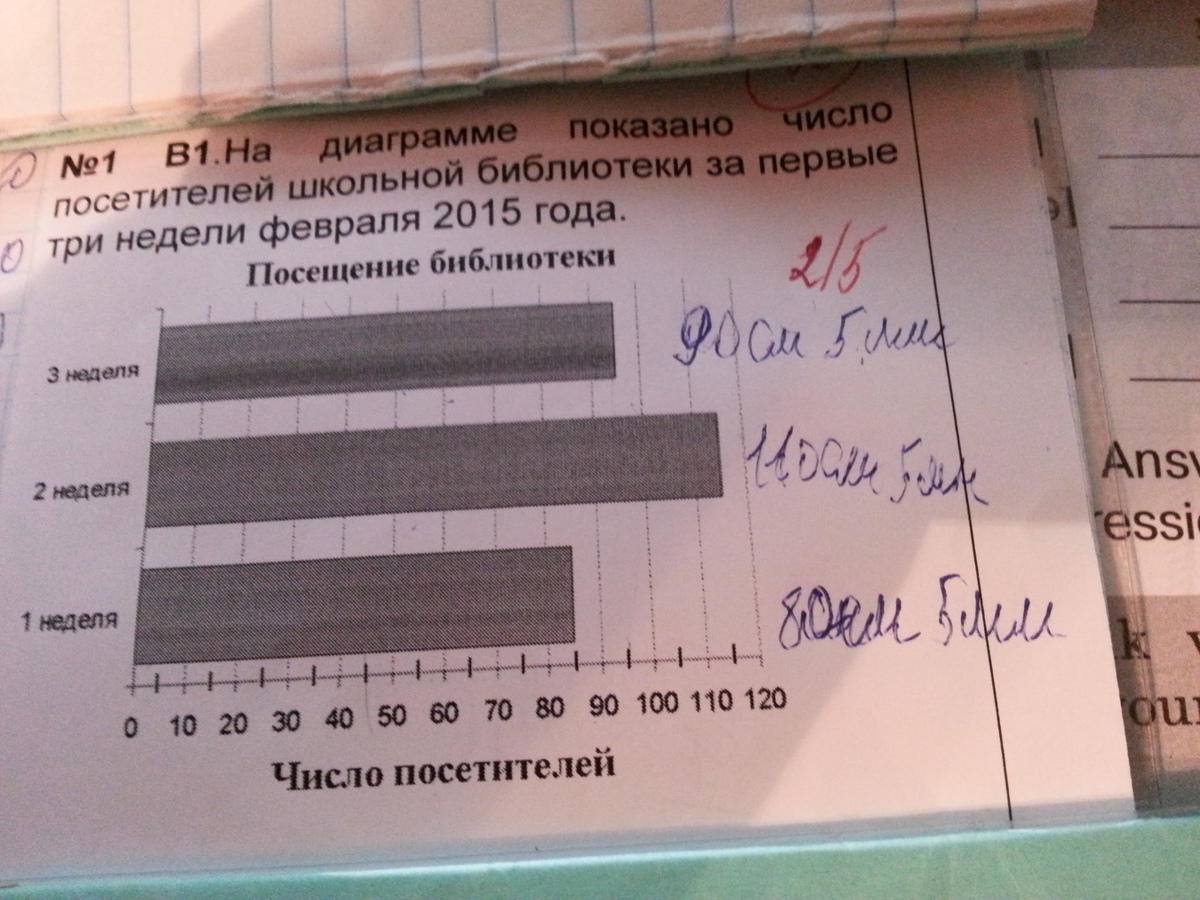 №1 В1.На диаграмме показано число
посетителей школьной библиотеки за первые
три недели февраля 2015 года.
Посещение библиотеки
2/5
3 неделя
90 см 5 мм
2 неделя
110 см 5 мм
1 неделя
80 см 5 мм
0 10 20 30 40 50 60 70 80 90 100 110 120
Число посетителей
Answ
ressi
k
our